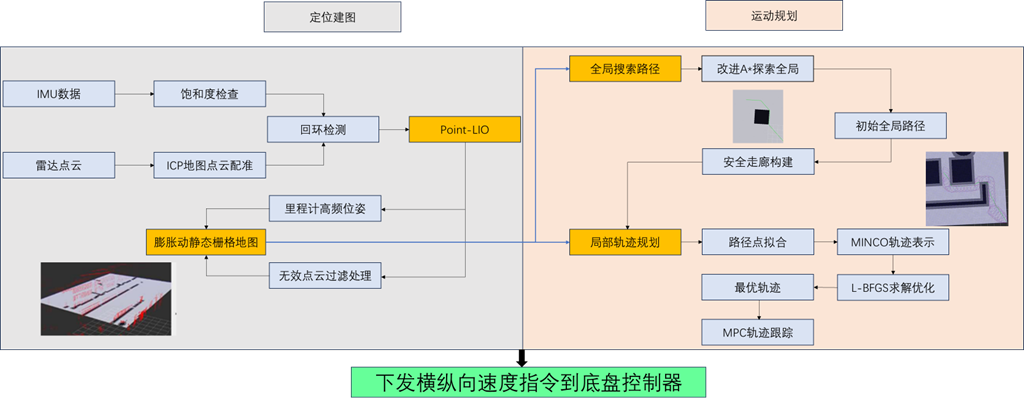 定位建图
运动规划
IMU数据
饱和度检查
回环检测
Point-LIO
雷达点云
ICP地图点云配准
里程计高频位姿
膨胀动静态栅格地图
无效点云过滤处理
全局搜索路径
改进A*探索全局
初始全局路径
安全走廊构建
局部轨迹规划
路径点拟合
MINCO轨迹表示
最优轨迹
L-BFGS求解优化
MPC轨迹跟踪
下发横纵向速度指令到底盘控制器